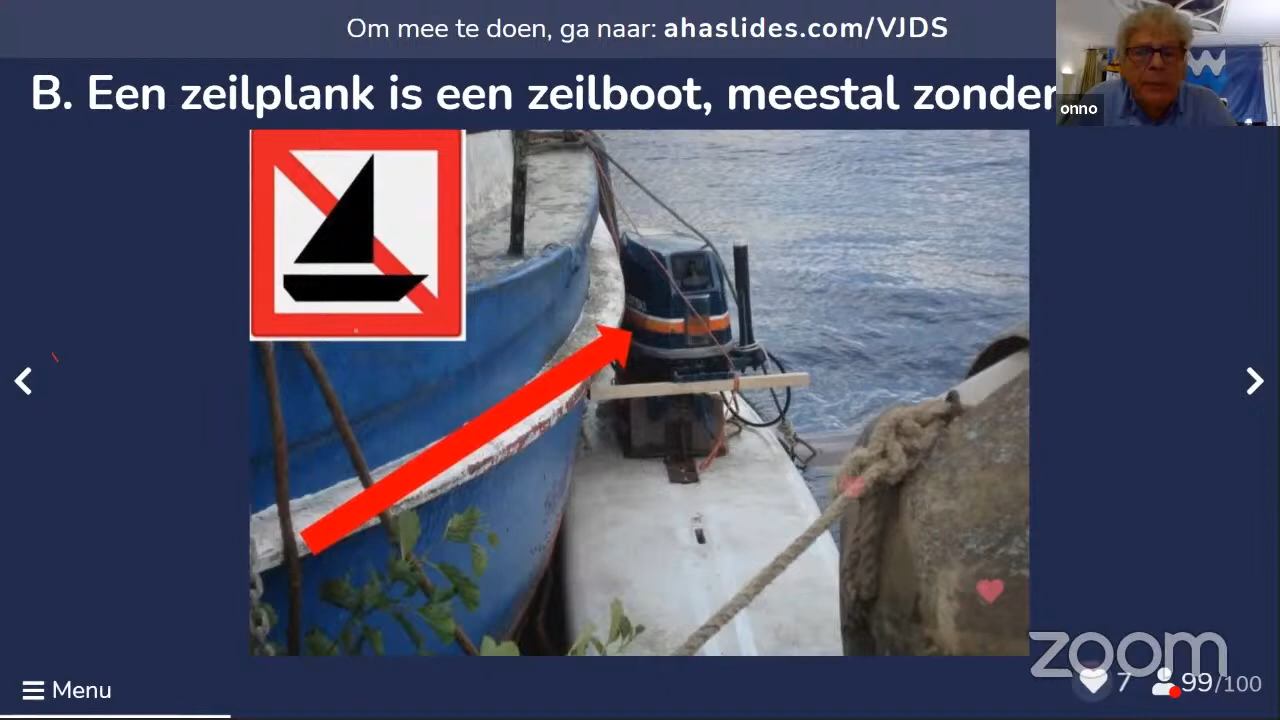 Om mee te doen, ga naar: ahaslides.com/VJDS
B. Een zeilplank is een zeilboot, meestal zonder
onno
zoom
Menu
7
99/100